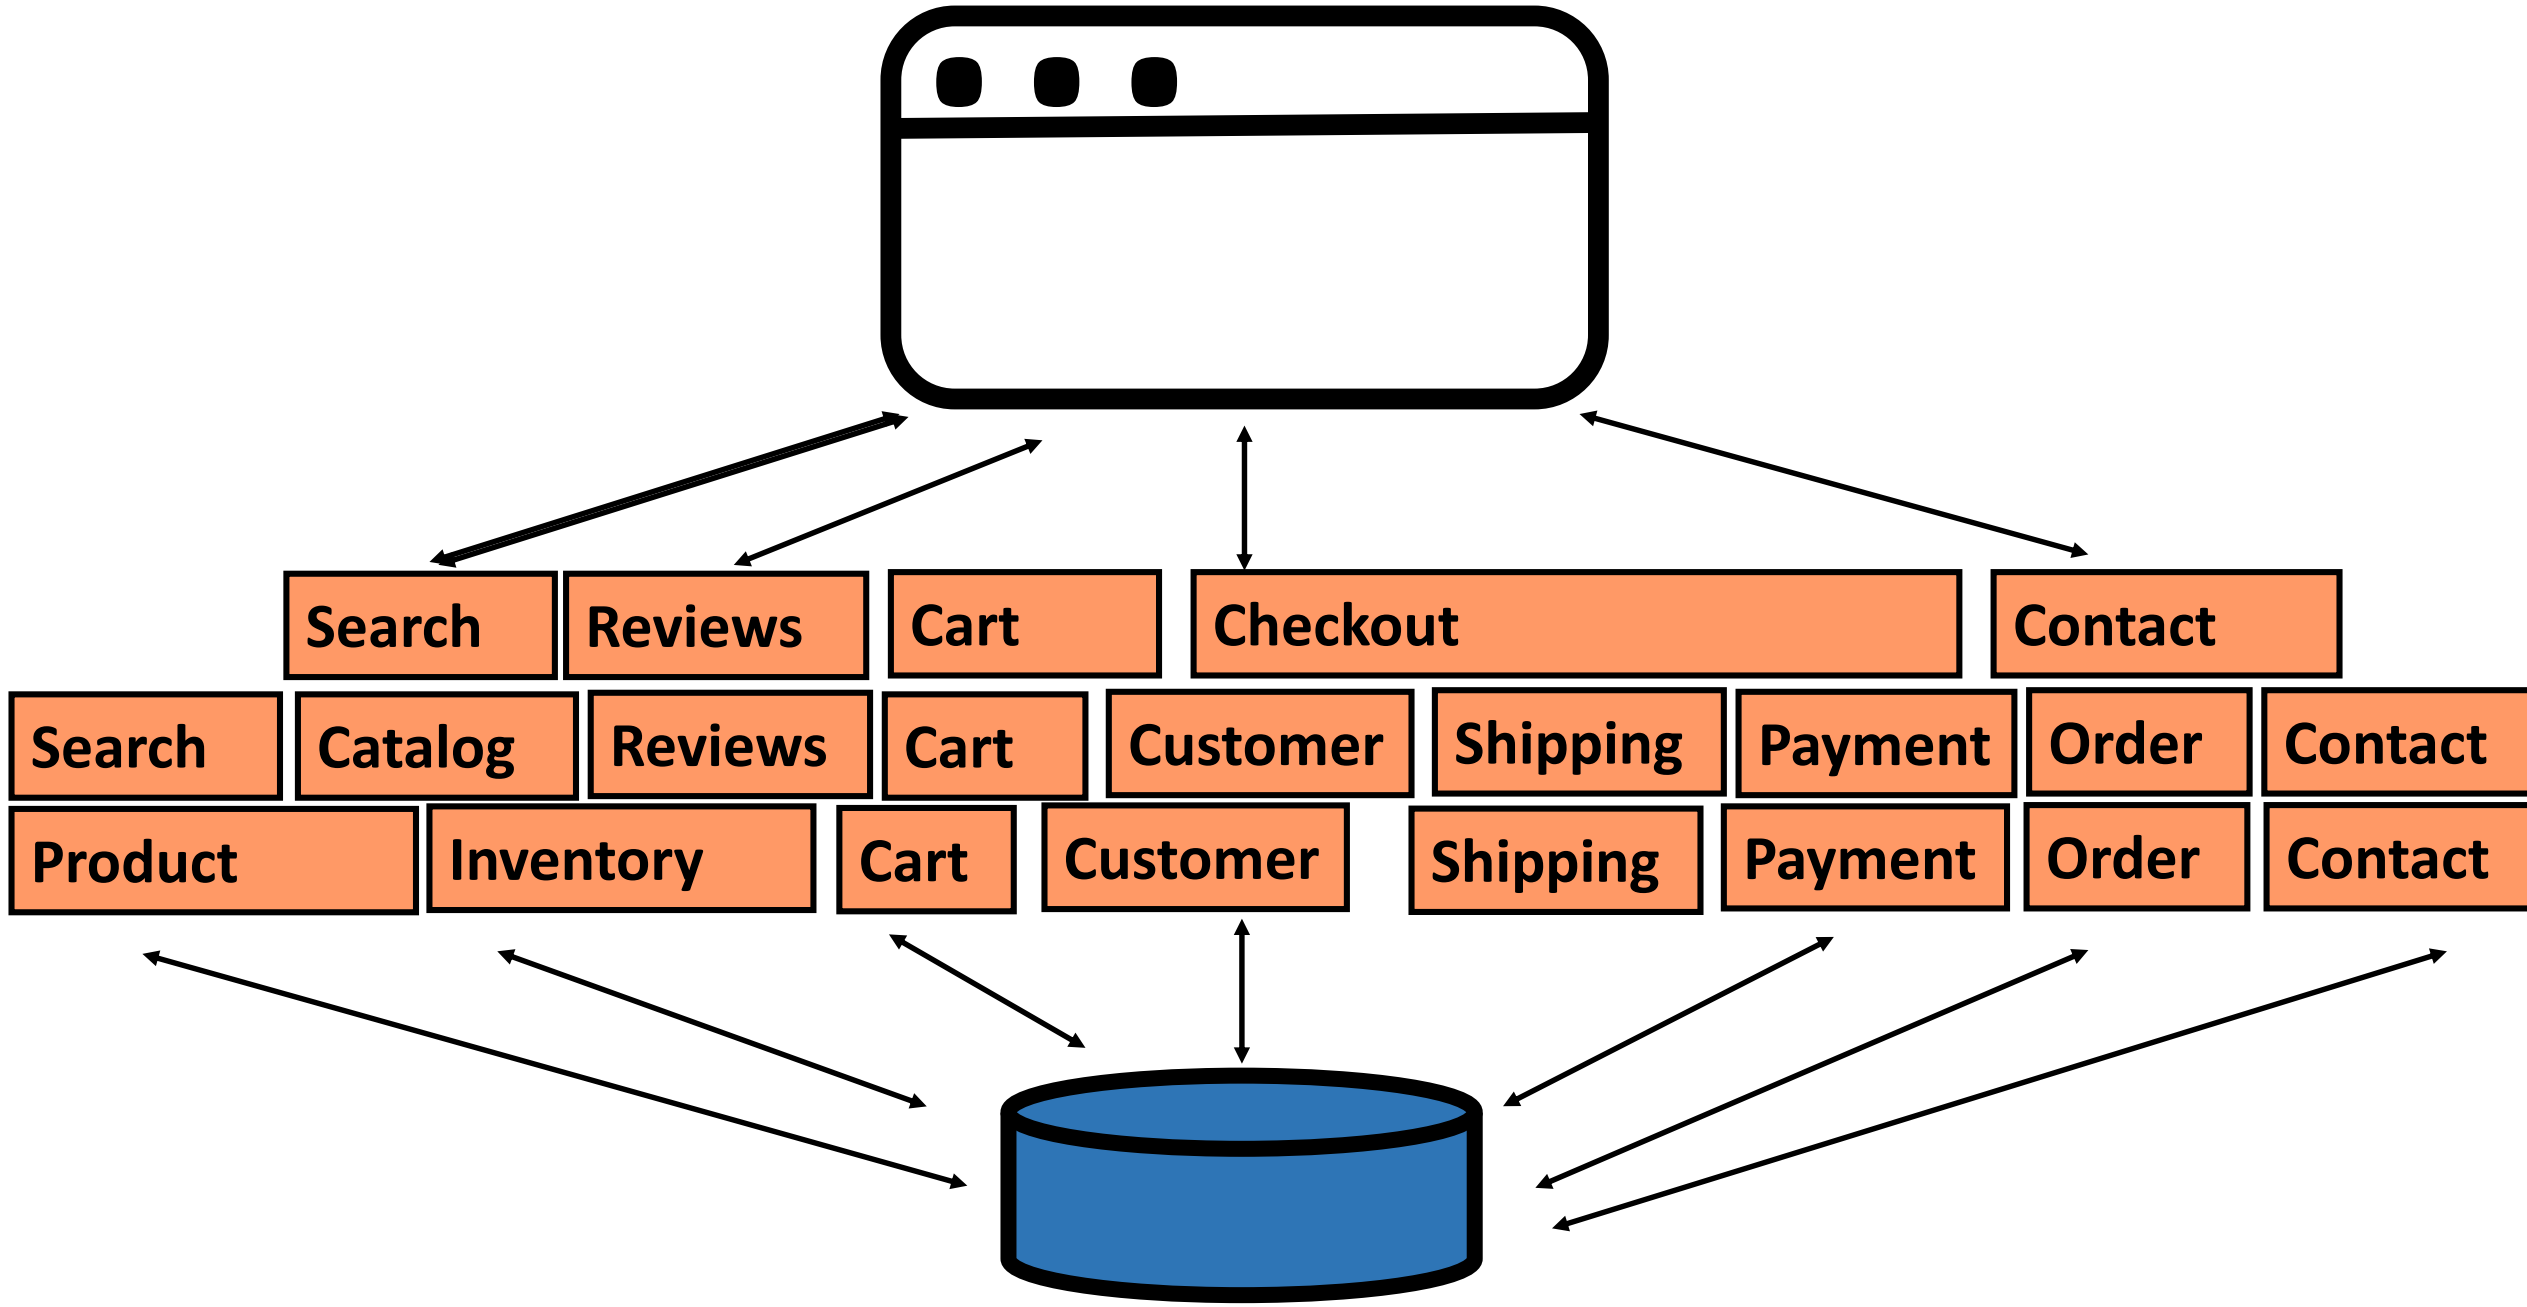 Search Reviews Cart Checkout Contact
Search Catalog Reviews Cart Customer Shipping Payment Order Contact
Product Inventory Cart Customer Shipping Payment Order Contact